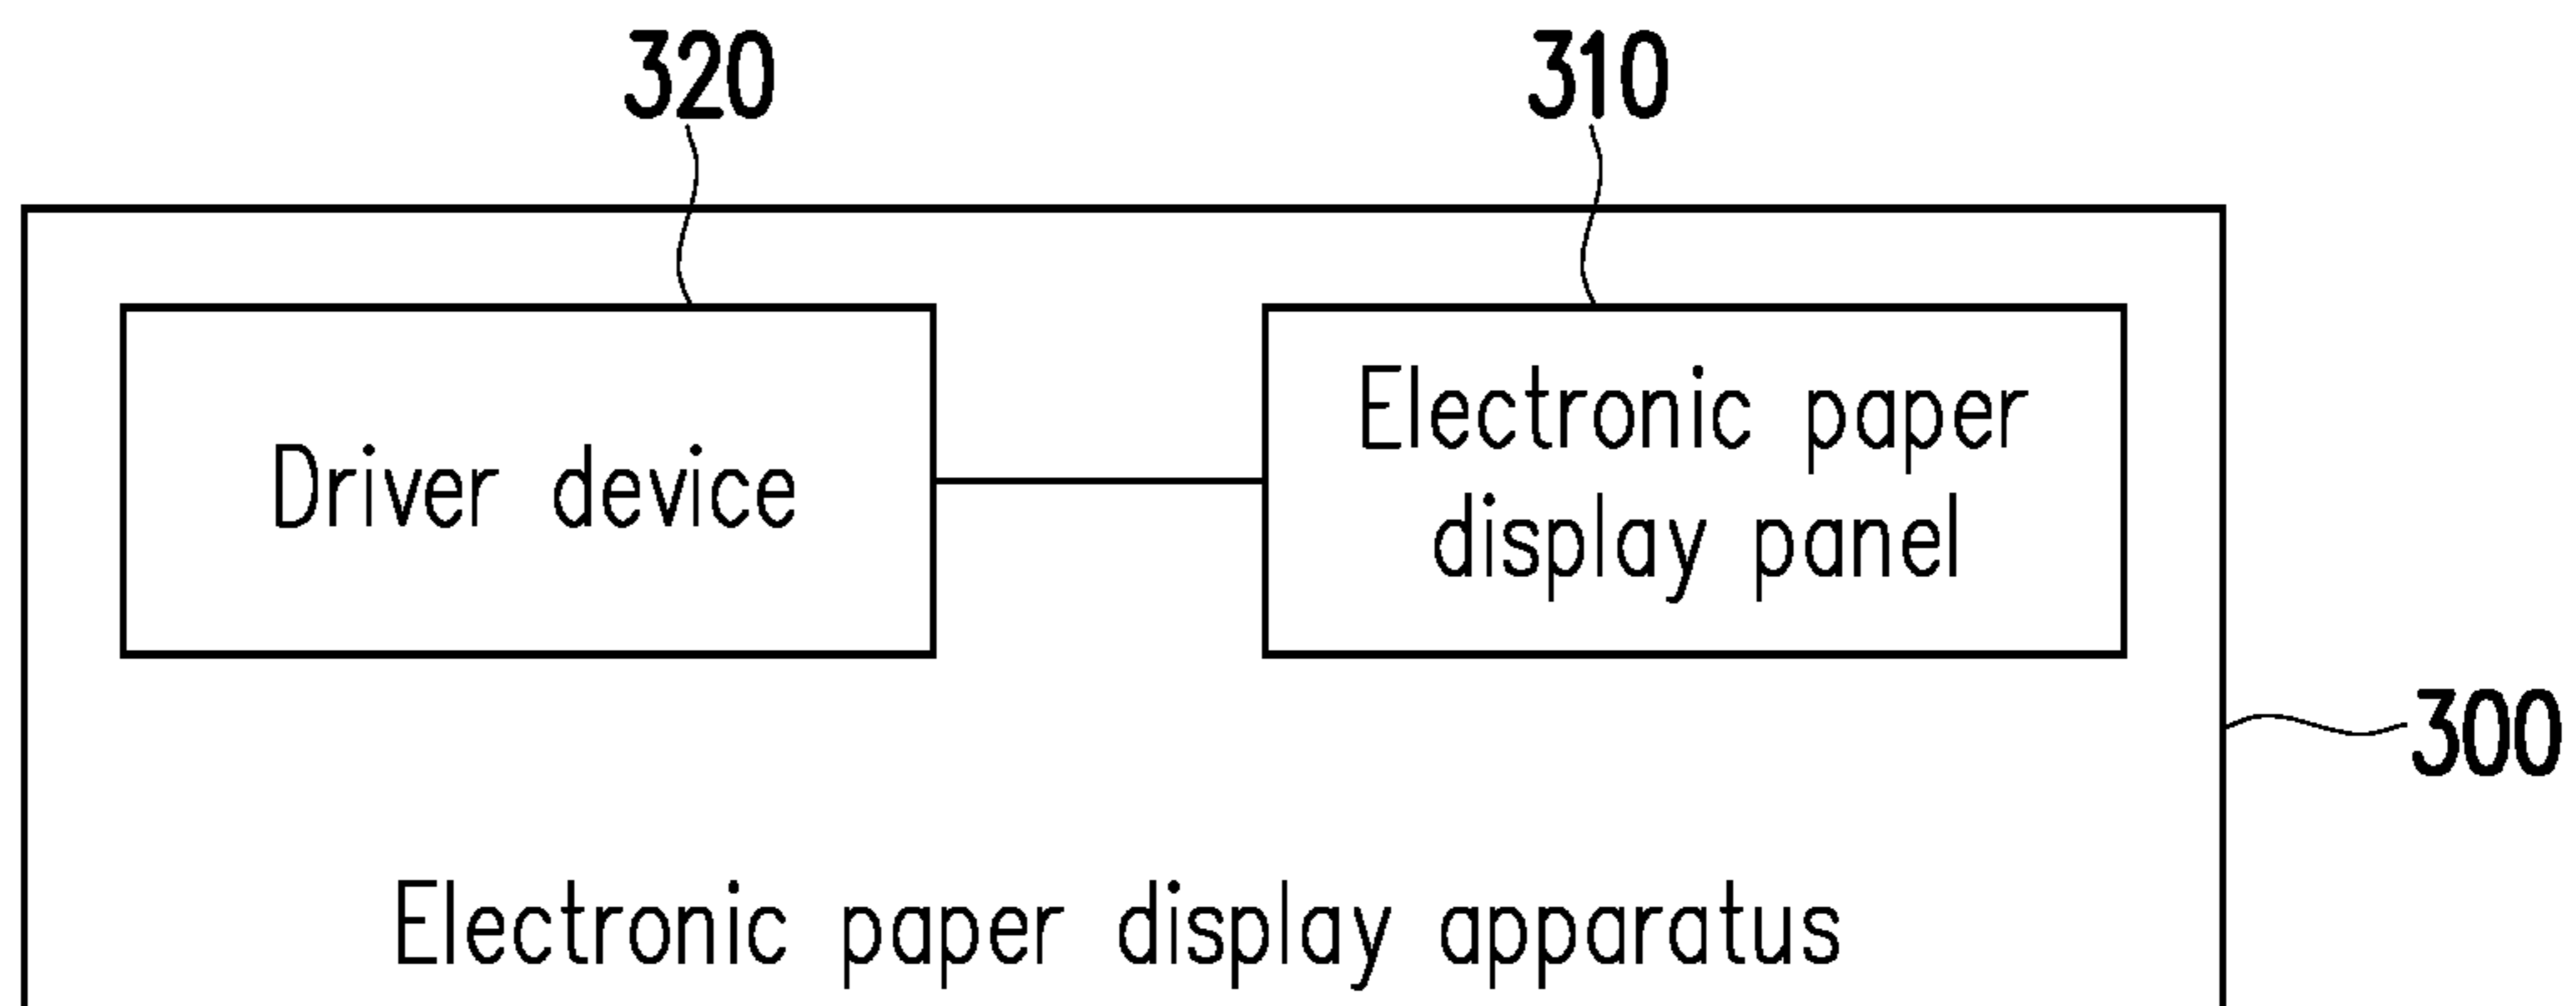 320
310
Driver device
Electronic paper
display panel
300
Electronic paper display apparatus